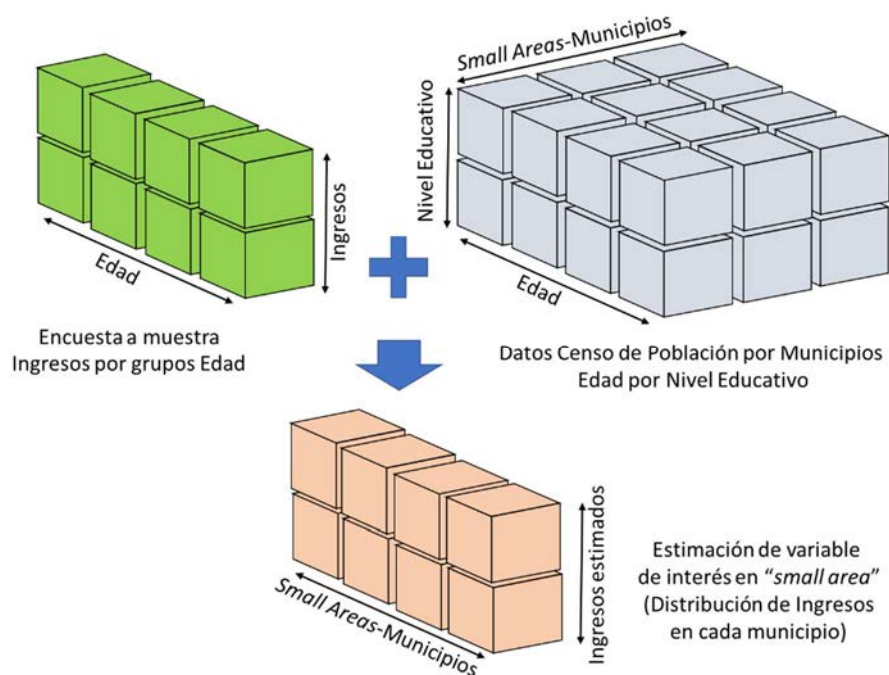 Small Areas-Municipios
Nivel Educativo
Ingresos
Edad
Edad
Encuesta a muestra
Ingresos por grupos Edad
Datos Censo de Población por Municipios
Edad por Nivel Educativo
Ingresos estimados
Small Areas-Municipios
Estimación de variable
de interés en “small area”
(Distribución de Ingresos
en cada municipio)